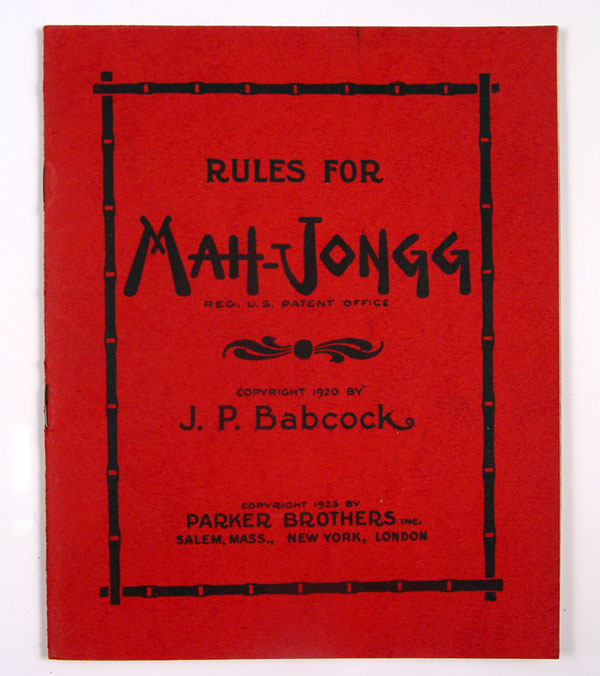 RULES FOR
MAH-JONGG
REG. U.S. PATENT OFFICE
COPYRIGHT 1920 BY
J. P. Babcock
COPYRIGHT 1923 BY
PARKER BROTHERS INC.
SALEM, MASS., NEW YORK, LONDON